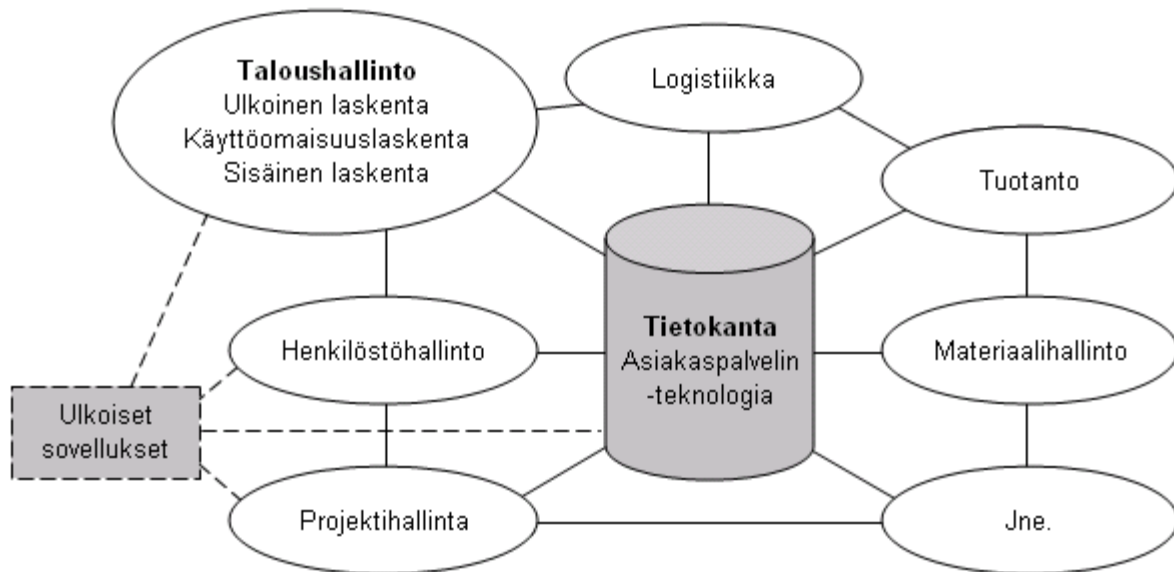 Taloushallinto
Ulkoinen laskenta
Käyttöomaisuuslaskenta
Sisäinen laskenta
Logistiikka
Tuotanto
Henkilöstöhallinto
Tietokanta
Asiakaspalvelin
-teknologia
Materiaalihallinto
Ulkoiset
sovellukset
Projektihallinta
Jne.